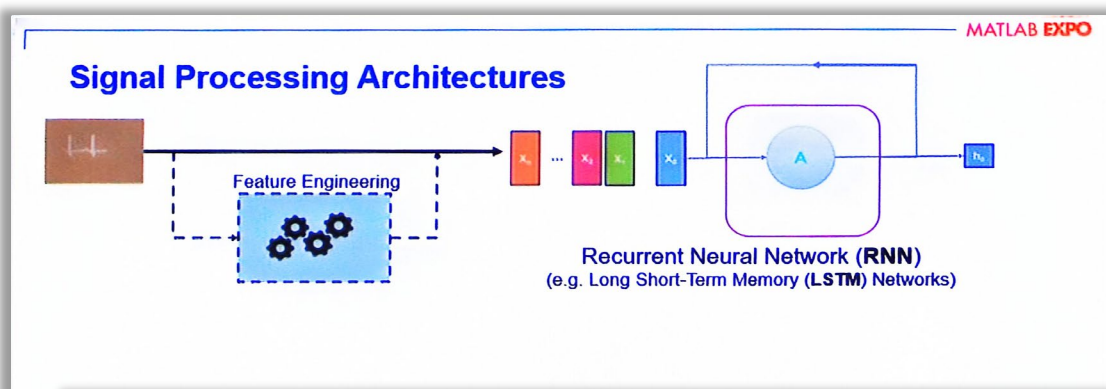 MATLAB EXPO
Signal Processing Architectures
Feature Engineering
... 
A
Recurrent Neural Network (RNN)
(e.g. Long Short-Term Memory (LSTM) Networks)